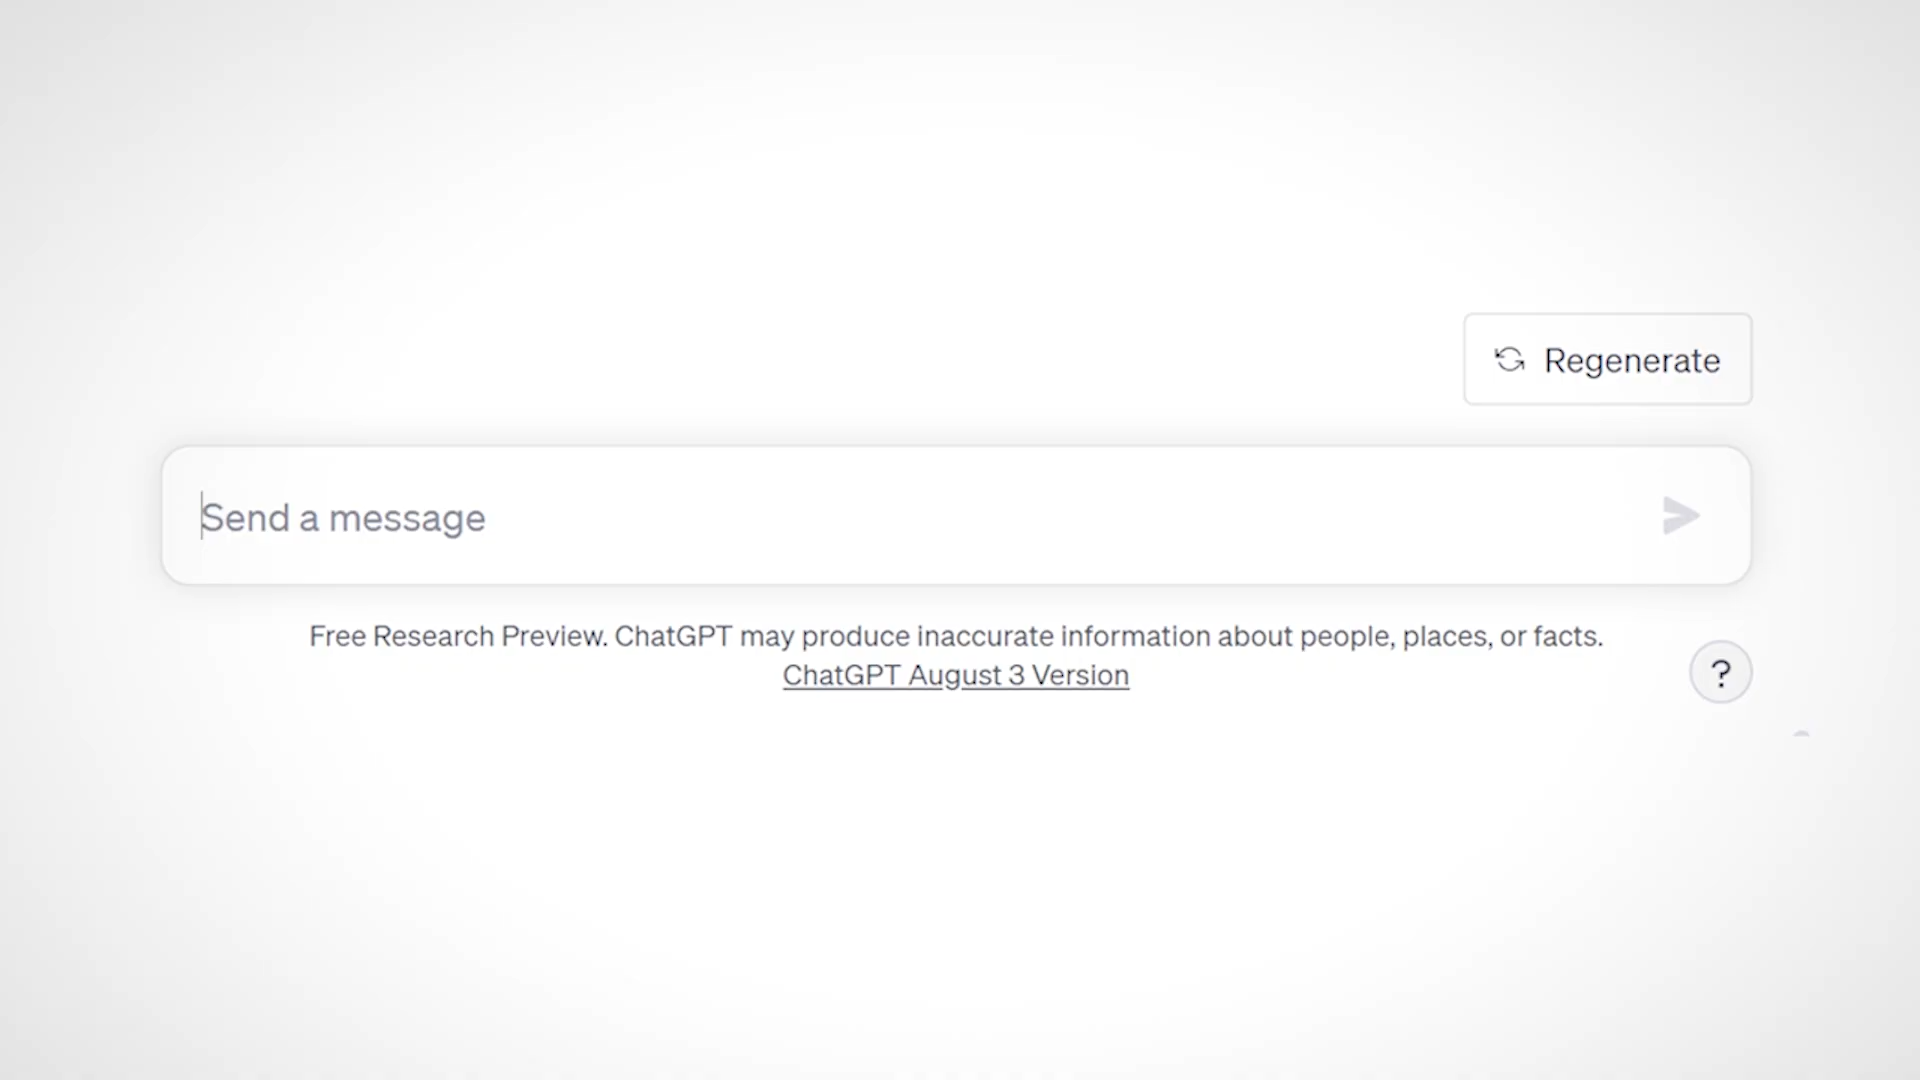 Regenerate
Send a message
Free Research Preview. ChatGPT may produce inaccurate information about people, places, or facts.
ChatGPT August 3 Version
?